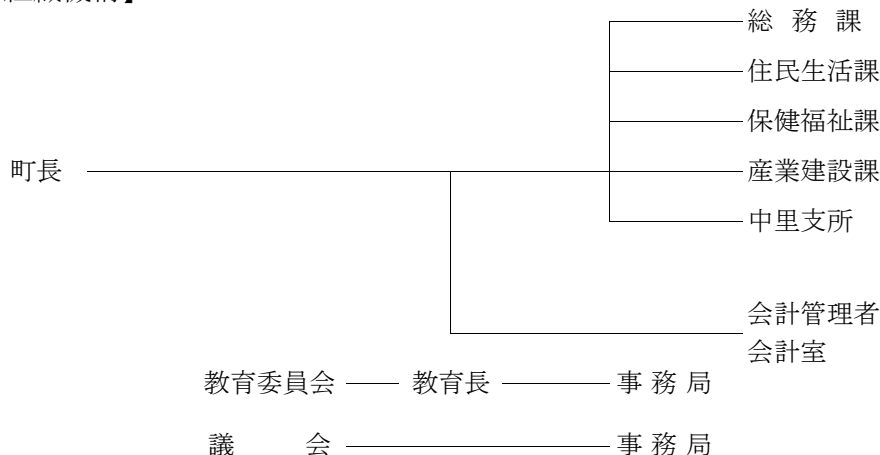 総 務 課
住民生活課
保健福祉課
町長 産業建設課
中里支所
会計管理者
会計室
教育委員会 教育長 事 務 局
議 会 事 務 局